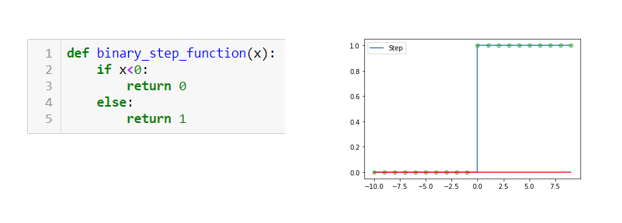 1 def binary_step_function(x):
2 if x<0:
3 return 0
4 else:
5 return 1
Step
1.0
0.8
0.6
0.4
0.2
0.0
-10.0 -7.5 -5.0 -2.5 0.0 2.5 5.0 7.5